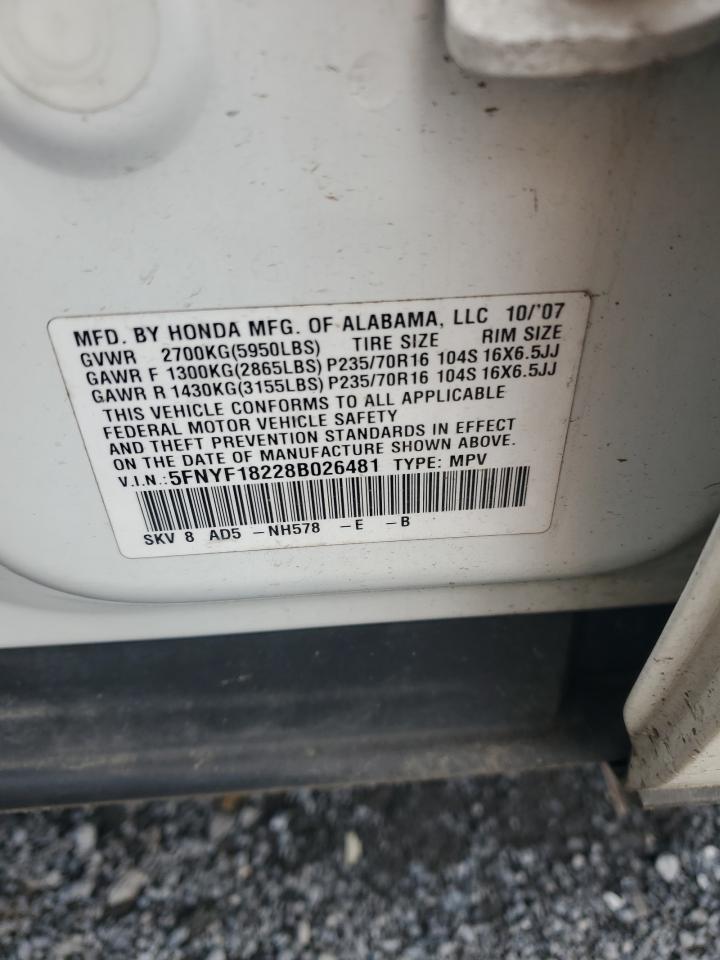 MFD. BY HONDA MFG. OF ALABAMA, LLC 10/'07
GVWR 2700KG(5950LBS) TIRE SIZE RIM SIZE
GAWR F 1300KG(2865LBS) P235/70R16 104S 16X6.5JJ
GAWR R 1430KG(3155LBS) P235/70R16 104S 16X6.5JJ
THIS VEHICLE CONFORMS TO ALL APPLICABLE
FEDERAL MOTOR VEHICLE SAFETY
AND THEFT PREVENTION STANDARDS IN EFFECT
ON THE DATE OF MANUFACTURE SHOWN ABOVE.
V.I.N.:5FNYF18228B026481 TYPE: MPV
SKV 8 AD5 -NH578 -E -B